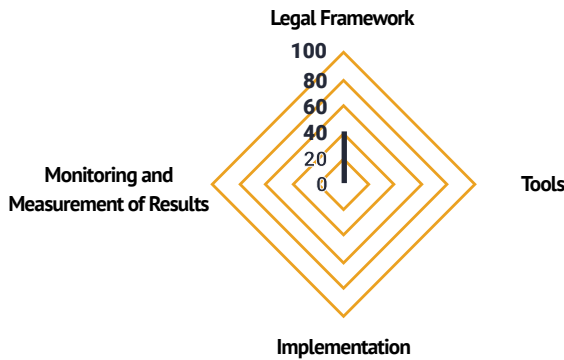 Legal Framework
100
80
60
40
20
0
Monitoring and
Measurement of Results
Tools
Implementation